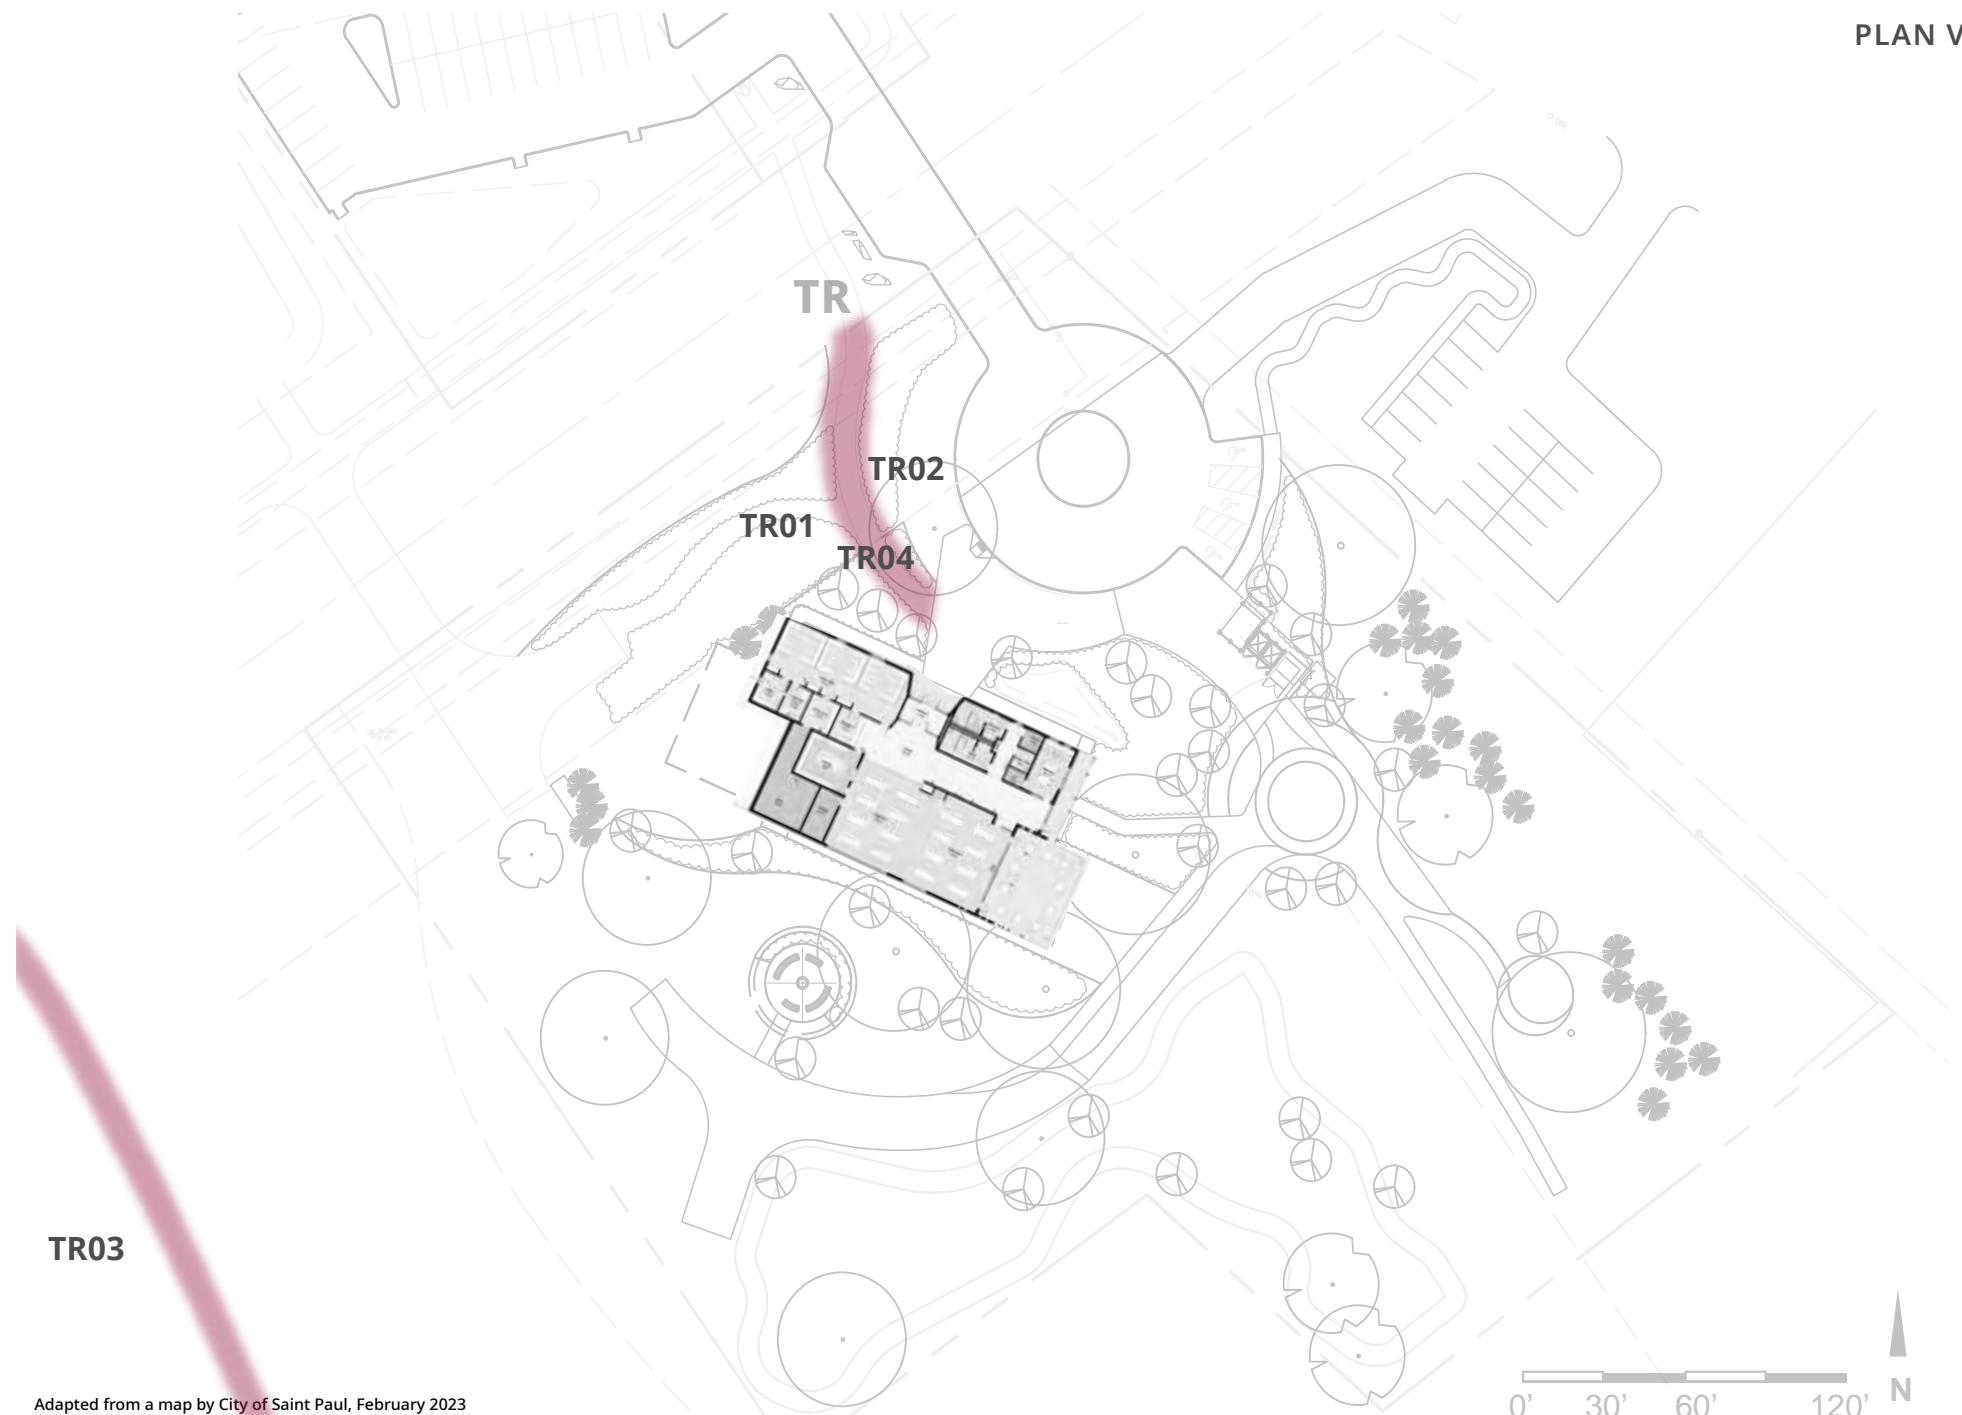 PLAN V
TR
TR02
TR01
TR04
TR03
Adapted from a map by City of Saint Paul, February 2023
0’ 30’ 60’ 120’
N